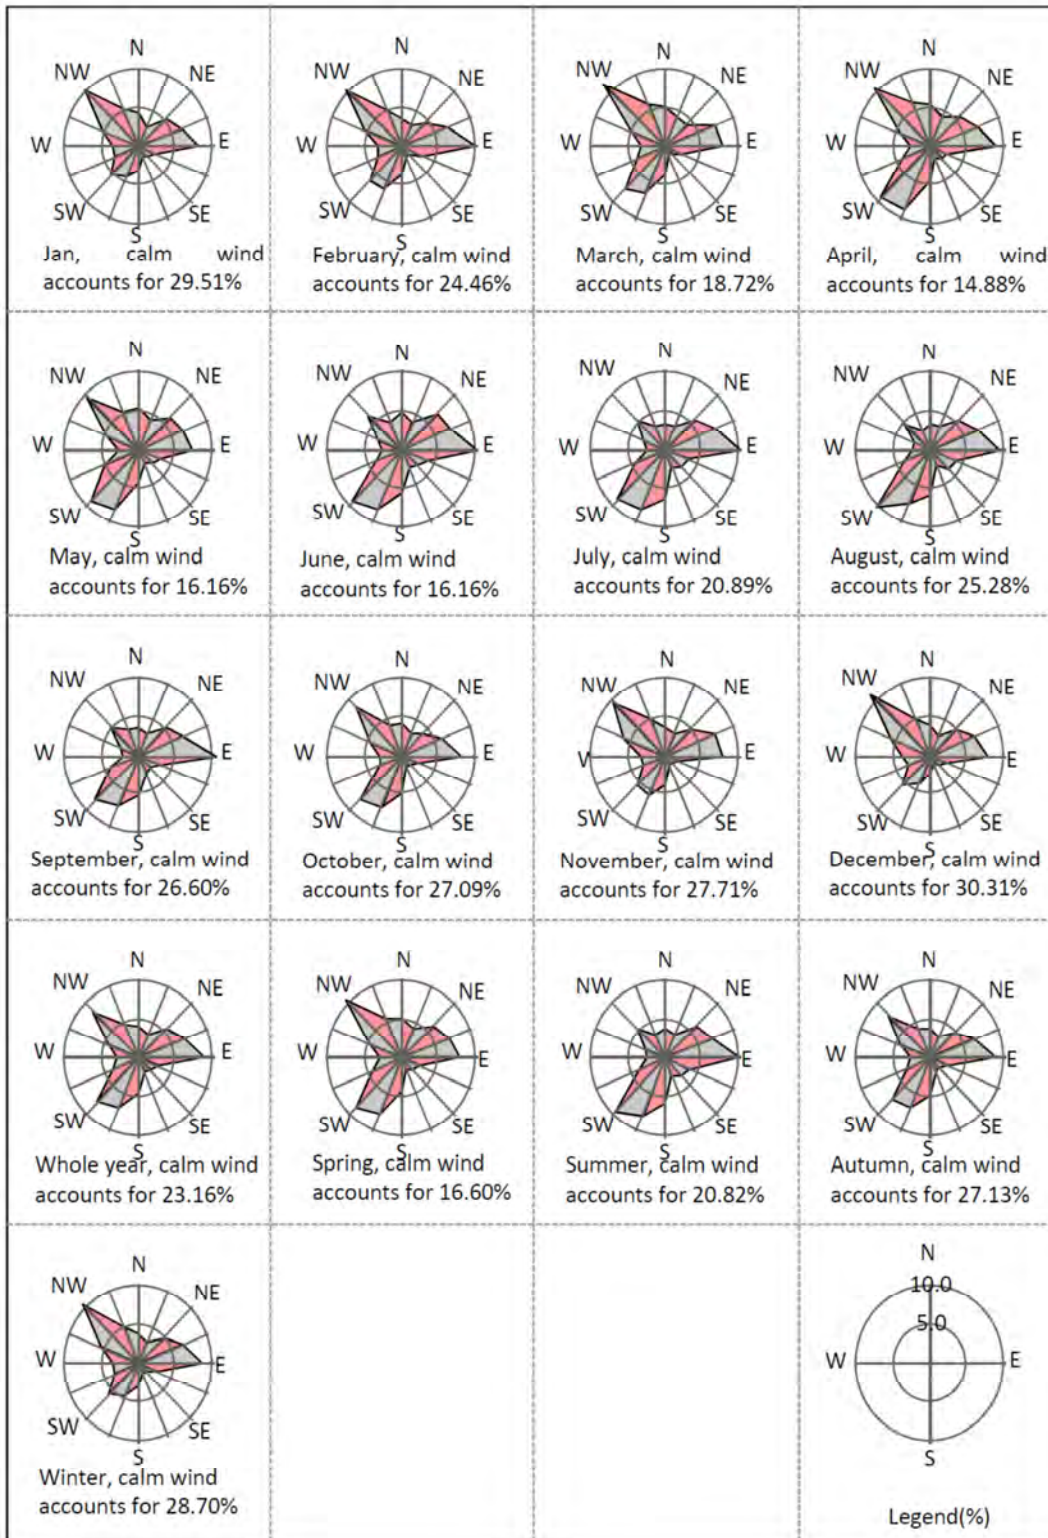 N
NW
NE
W
E
SW
SE
S
Jan, calm wind
accounts for 29.51%
N
NW
NE
W
E
SW
SE
S
February, calm wind
accounts for 24.46%
N
NW
NE
W
E
SW
SE
S
March, calm wind
accounts for 18.72%
N
NW
NE
W
E
SW
SE
S
April, calm wind
accounts for 14.88%
N
NW
NE
W
E
SW
SE
S
May, calm wind
accounts for 16.16%
N
NW
NE
W
E
SW
SE
S
June, calm wind
accounts for 16.16%
N
NW
NE
W
E
SW
SE
S
July, calm wind
accounts for 20.89%
N
NW
NE
W
E
SW
SE
S
August, calm wind
accounts for 25.28%
N
NW
NE
W
E
SW
SE
S
September, calm wind
accounts for 26.60%
N
NW
NE
W
E
SW
SE
S
October, calm wind
accounts for 27.09%
N
NW
NE
W
E
SW
SE
S
November, calm wind
accounts for 27.71%
N
NW
NE
W
E
SW
SE
S
December, calm wind
accounts for 30.31%
N
NW
NE
W
E
SW
SE
S
Whole year, calm wind
accounts for 23.16%
N
NW
NE
W
E
SW
SE
S
Spring, calm wind
accounts for 16.60%
N
NW
NE
W
E
SW
SE
S
Summer, calm wind
accounts for 20.82%
N
NW
NE
W
E
SW
SE
S
Autumn, calm wind
accounts for 27.13%
N
NW
NE
W
E
SW
SE
S
Winter, calm wind
accounts for 28.70%
N
10.0
5.0
W
E
S
Legend(%)